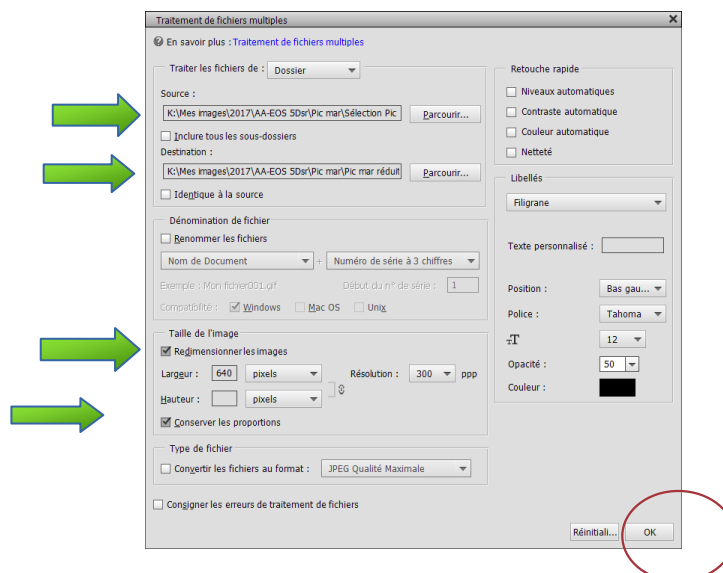 Traitement de fichiers multiples
En savoir plus : Traitement de fichiers multiples
Traiter les fichiers de : Dossier
Source :
K:\Mes images\2017\AA-EOS 5Dsr\Pic mar\Sélection Pic
Parcourir...
Inclure tous les sous-dossiers
Destination :
K:\Mes images\2017\AA-EOS 5Dsr\Pic mar\Pic mar réduit
Parcourir...
Identique à la source
Dénomination de fichier
Renommer les fichiers
Nom de Document + Numéro de série à 3 chiffres
Exemple : Mon fichier001.gif Début du n° de série : 1
Compatibilité : Windows Mac OS Unix
Taille de l'image
Redimensionner les images
Largeur : 640 pixels Résolution : 300 ppp
Hauteur : pixels
Conserver les proportions
Type de fichier
Convertir les fichiers au format : JPEG Qualité Maximale
Consigner les erreurs de traitement de fichiers
Retouche rapide
Niveaux automatiques
Contraste automatique
Couleur automatique
Netteté
Libellés
Filigrane
Texte personnalisé :
Position : Bas gau...
Police : Tahoma
TT 12
Opacité : 50
Couleur :
Réinitiali... OK